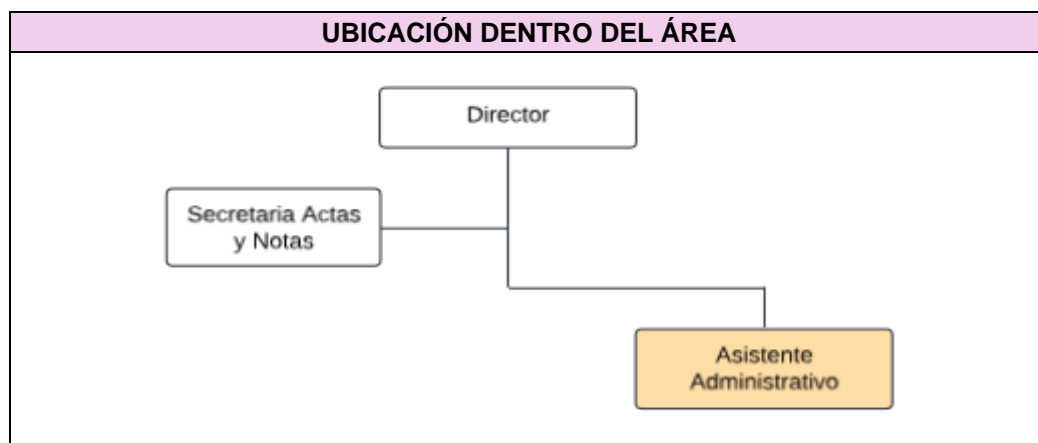 UBICACIÓN DENTRO DEL ÁREA
Director
Secretaria Actas
y Notas
Asistente
Administrativo